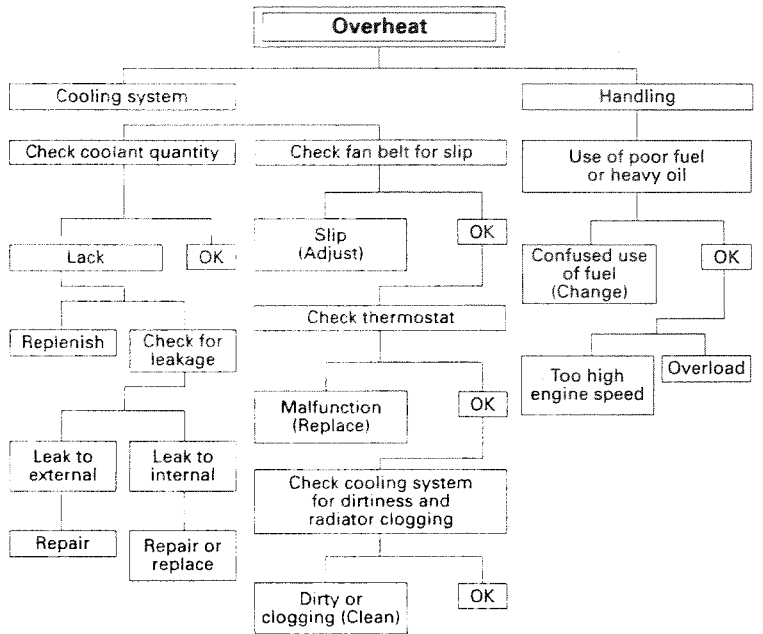 Overheat
Cooling system
Handling
Check coolant quantity
Check fan belt for slip
Use of poor fuel
or heavy oil
Lack
OK
Slip
(Adjust)
OK
Confused use
of fuel
(Change)
OK
Replenish
Check for
leakage
Check thermostat
Too high
engine speed
Overload
Malfunction
(Replace)
OK
Leak to
external
Leak to
internal
Check cooling system
for dirtiness and
radiator clogging
Repair
Repair or
replace
Dirty or
clogging (Clean)
OK